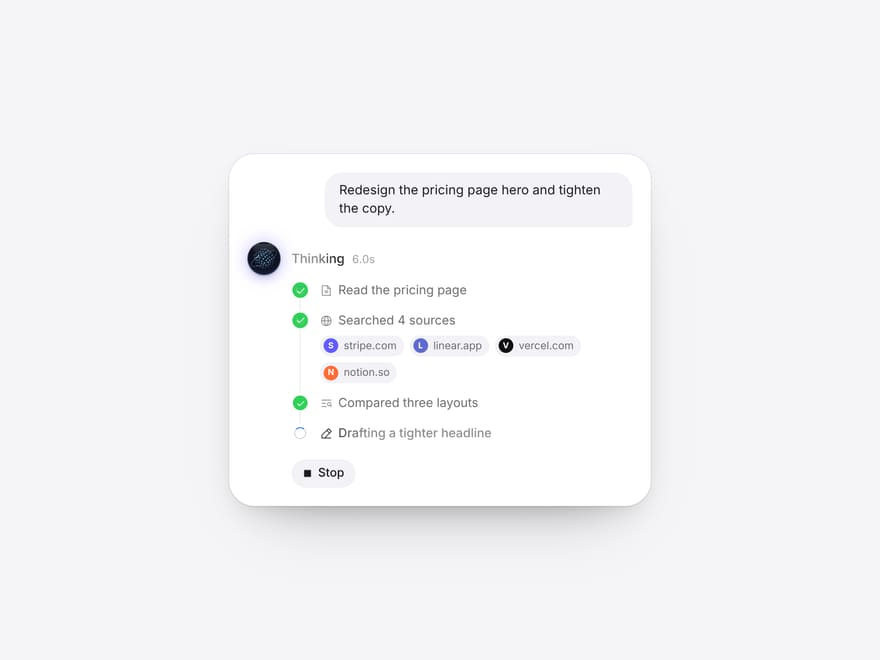 Redesign the pricing page hero and tighten
the copy.
Thinking 6.0s
Read the pricing page
Searched 4 sources
S stripe.com L linear.app V vercel.com
N notion.so
Compared three layouts
Drafting a tighter headline
Stop